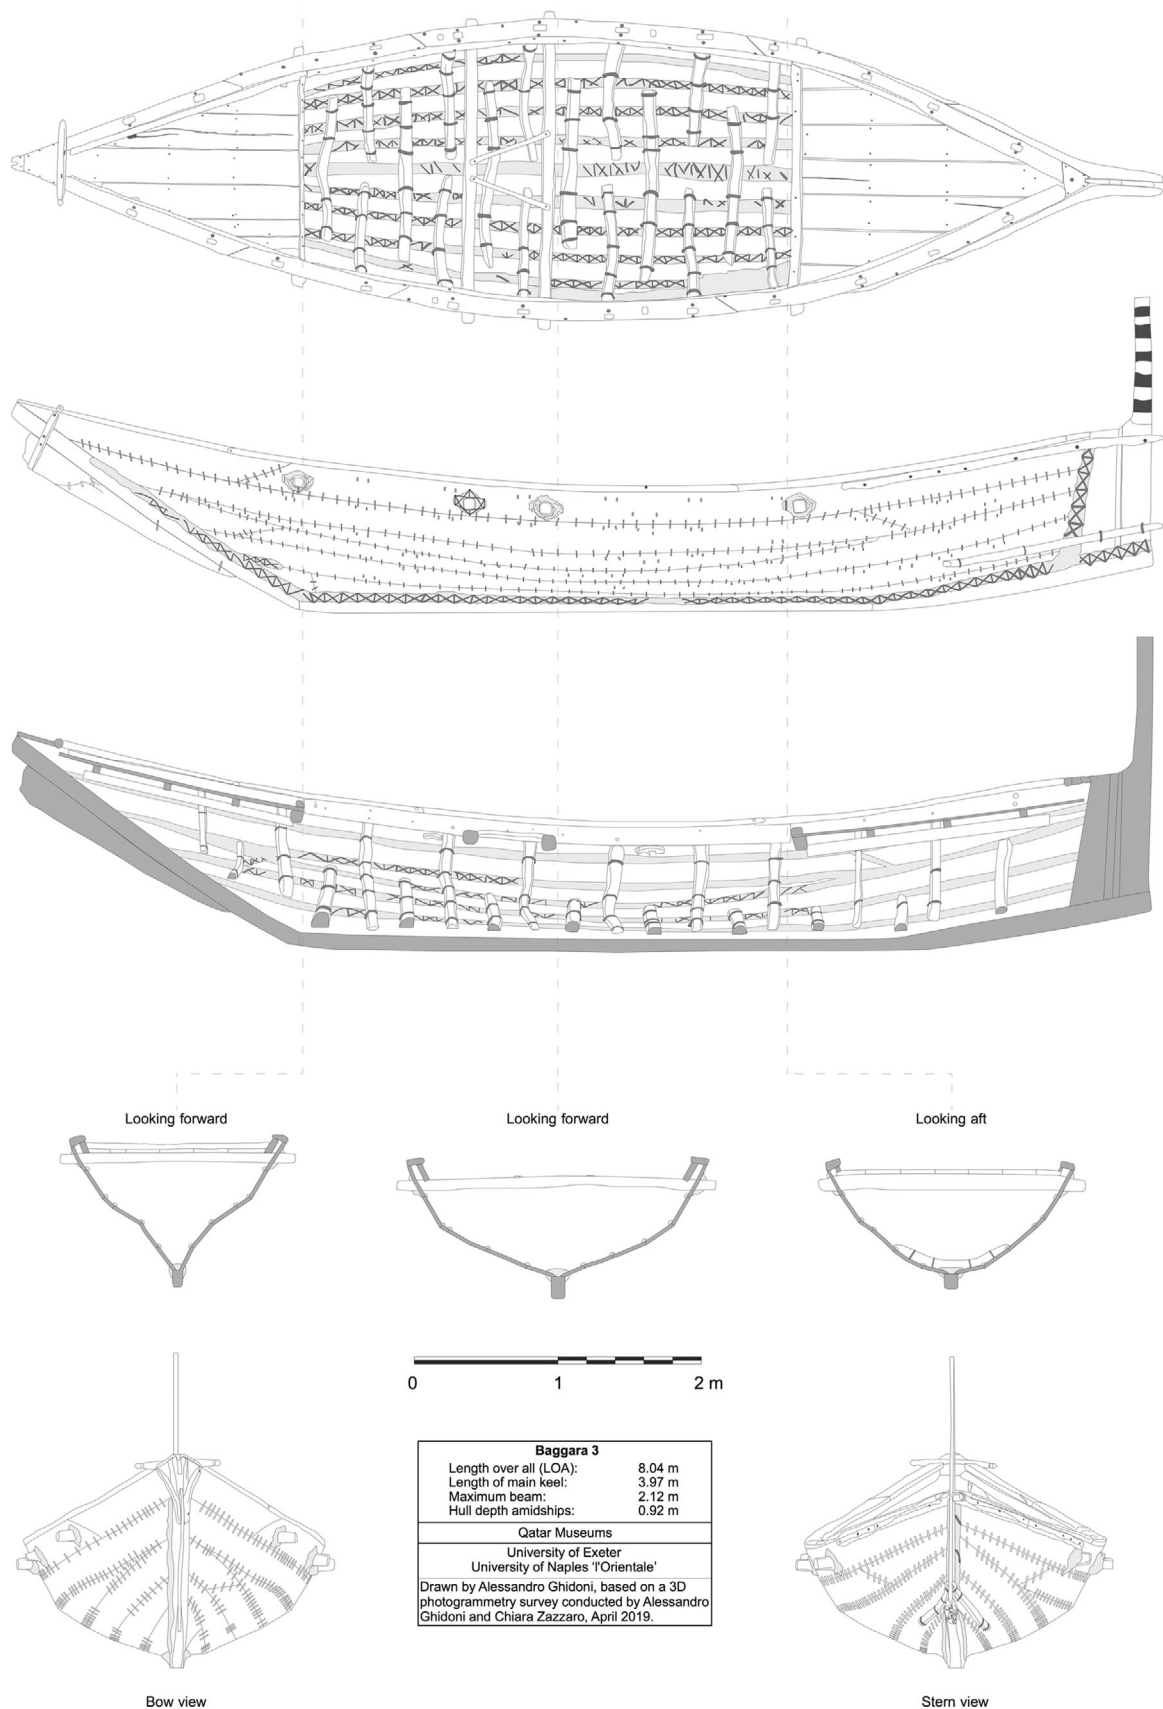 Looking forward
Looking forward
Looking aft
0 1 2 m
Baggara 3
Length over all (LOA): 8.04 m
Length of main keel: 3.97 m
Maximum beam: 2.12 m
Hull depth amidships: 0.92 m
Qatar Museums
University of Exeter
University of Naples ‘l’Orientale’
Drawn by Alessandro Ghidoni, based on a 3D
photogrammetry survey conducted by Alessandro
Ghidoni and Chiara Zazzaro, April 2019.
Bow view
Stern view